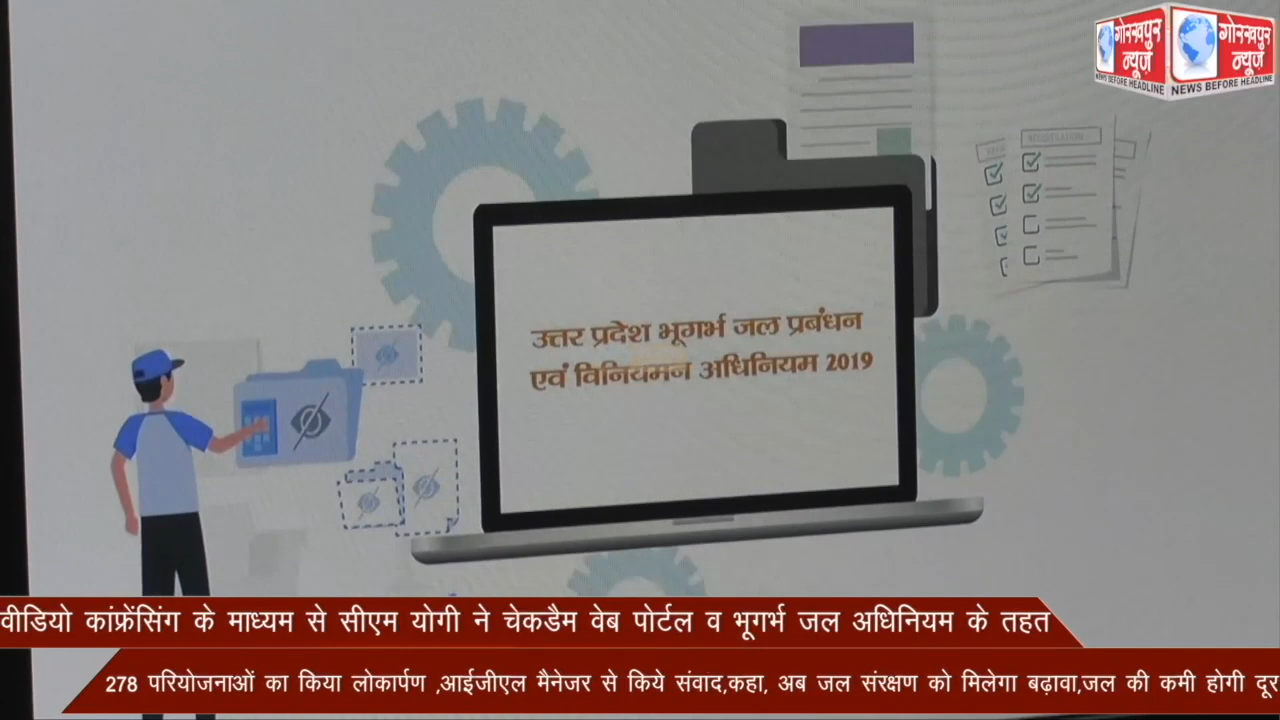 गोरखपुर
न्यूज़
NEWS BEFORE HEADLINE
गोरखपुर
न्यूज़
NEWS BEFORE HEADLINE
REGISTRATION
उत्तर प्रदेश भूगर्भ जल प्रबंधन
एवं विनियमन अधिनियम 2019
वीडियो कांफ्रेंसिंग के माध्यम से सीएम योगी ने चेकडैम वेब पोर्टल व भूगर्भ जल अधिनियम के तहत
278 परियोजनाओं का किया लोकार्पण ,आईजीएल मैनेजर से किये संवाद,कहा, अब जल संरक्षण को मिलेगा बढ़ावा,जल की कमी होगी दूर